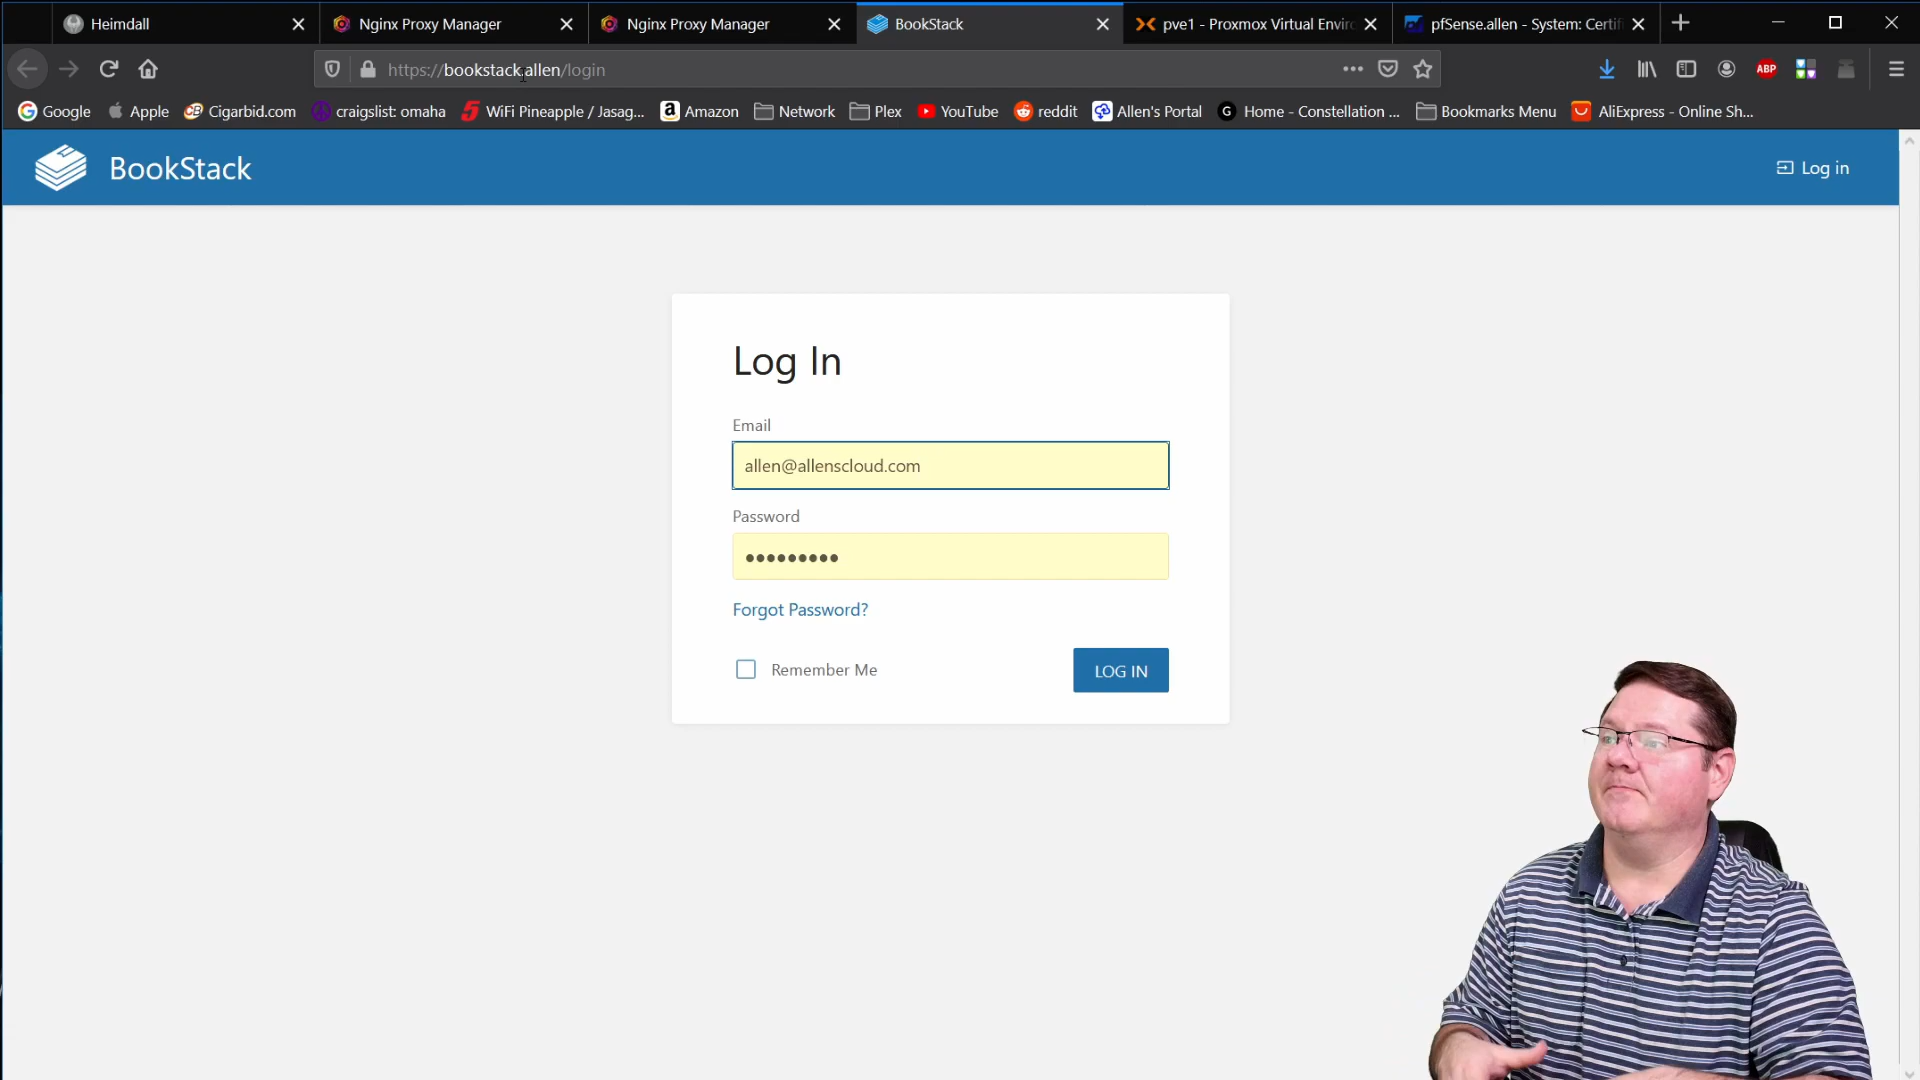 Heimdall
Nginx Proxy Manager
Nginx Proxy Manager
BookStack
pve1 - Proxmox Virtual Enviro
pfSense.allen - System: Certif
https://bookstack.allen/login
ABP
Google
Apple
CB Cigarbid.com
craigslist: omaha
WiFi Pineapple / Jasag...
a Amazon
Network
Plex
YouTube
reddit
Allen's Portal
G Home - Constellation ...
Bookmarks Menu
AliExpress - Online Sh...
BookStack
Log in
Log In
Email
allen@allenscloud.com
Password
•••••••••
Forgot Password?
Remember Me
LOG IN